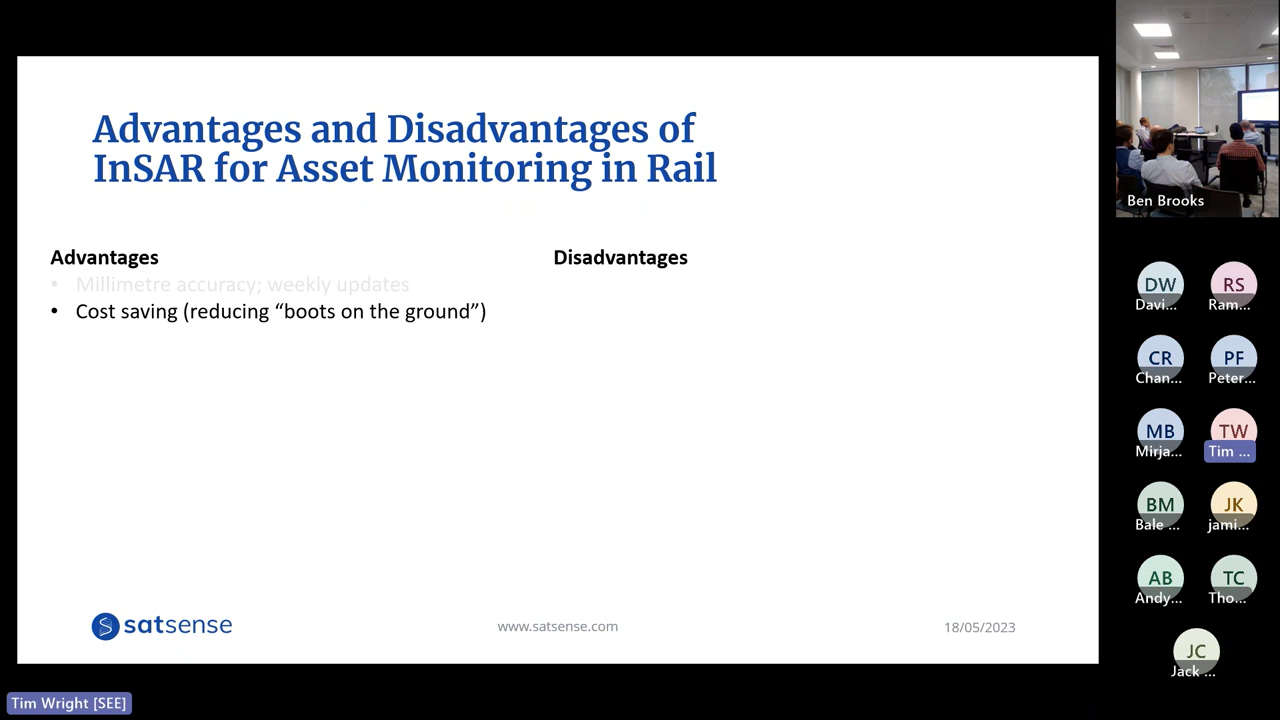 Advantages and Disadvantages of
InSAR for Asset Monitoring in Rail
Advantages
• Millimetre accuracy; weekly updates
• Cost saving (reducing “boots on the ground”)
Disadvantages
satsense
www.satsense.com
18/05/2023
Tim Wright [SEE]
Ben Brooks
DW
Davi...
RS
Ram...
CR
Chan...
PF
Peter...
MB
Mirja...
TW
Tim ...
BM
Bale ...
JK
jami...
AB
Andy...
TC
Tho...
JC
Jack ...